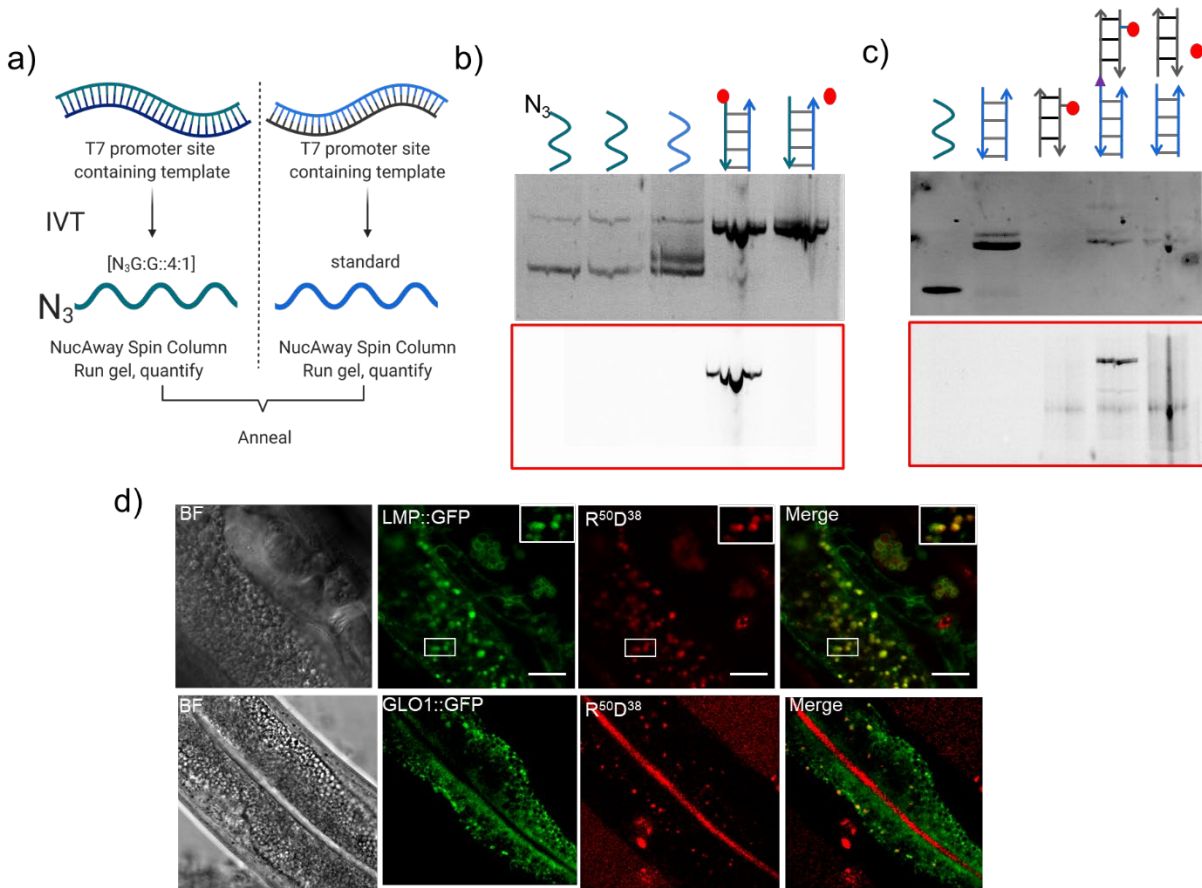 a)
T7 promoter site
containing template
T7 promoter site
containing template
IVT
[N₃G:G::4:1]
standard
N₃
NucAway Spin Column
Run gel, quantify
NucAway Spin Column
Run gel, quantify
Anneal
b)
N₃
c)
d)
BF
LMP::GFP
R⁵⁰D³⁸
Merge
BF
GLO1::GFP
R⁵⁰D³⁸
Merge